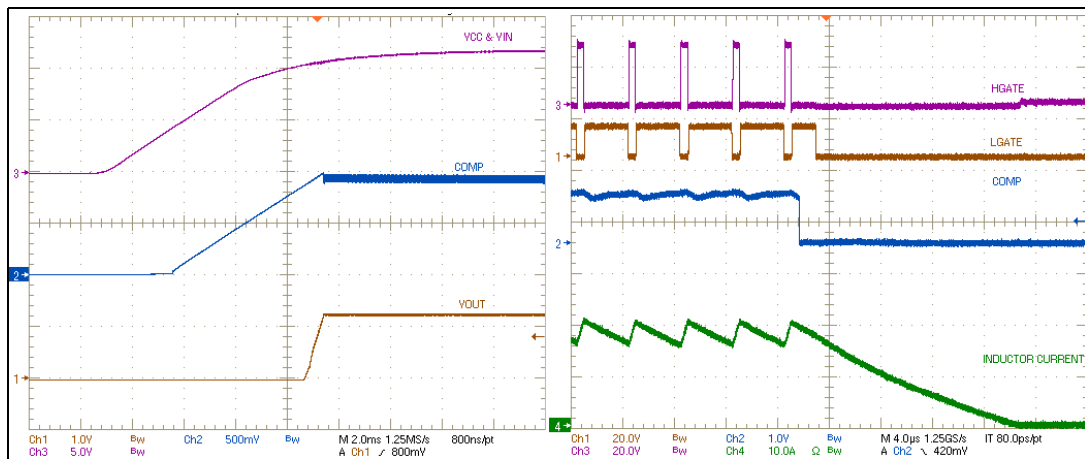 VCC & VIN
3
COMP
2
VOUT
1
Ch1 1.0V Bw Ch2 500mV Bw M 2.0ms 1.25MS/s 800ns/pt
Ch3 5.0V Bw A Ch1 / 800mV
HGATE
3
LGATE
1
COMP
2
INDUCTOR CURRENT
4
Ch1 20.0V Bw Ch2 1.0V Bw M 4.0µs 1.25GS/s IT 80.0ps/pt
Ch3 20.0V Bw Ch4 10.0A Ω Bw A Ch2 \ 420mV